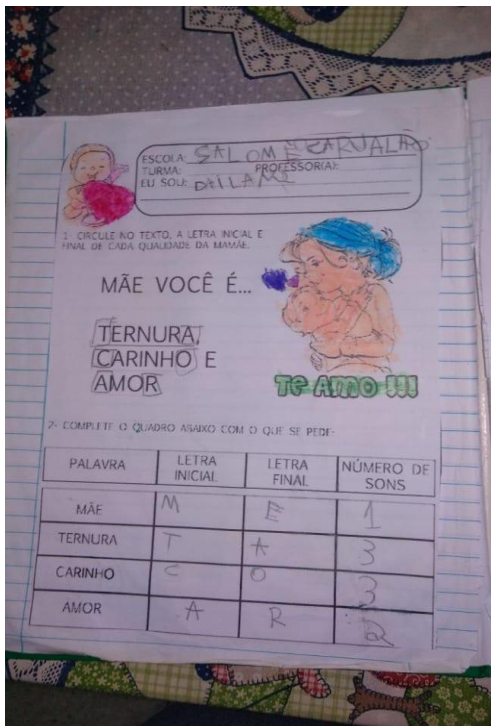 ESCOLA: SALOME CARVALHO
TURMA: PROFESSOR(A):
EU SOU: DAILANE
1- CIRCULE NO TEXTO, A LETRA INICIAL E
FINAL DE CADA QUALIDADE DA MAMÃE.
MÃE VOCÊ É...
TERNURA,
CARINHO E
AMOR
Te AMO !!!
2- COMPLETE O QUADRO ABAIXO COM O QUE SE PEDE:
PALAVRA LETRA INICIAL LETRA FINAL NÚMERO DE SONS
MÃE M E 1
TERNURA T A 3
CARINHO C O 3
AMOR A R 2